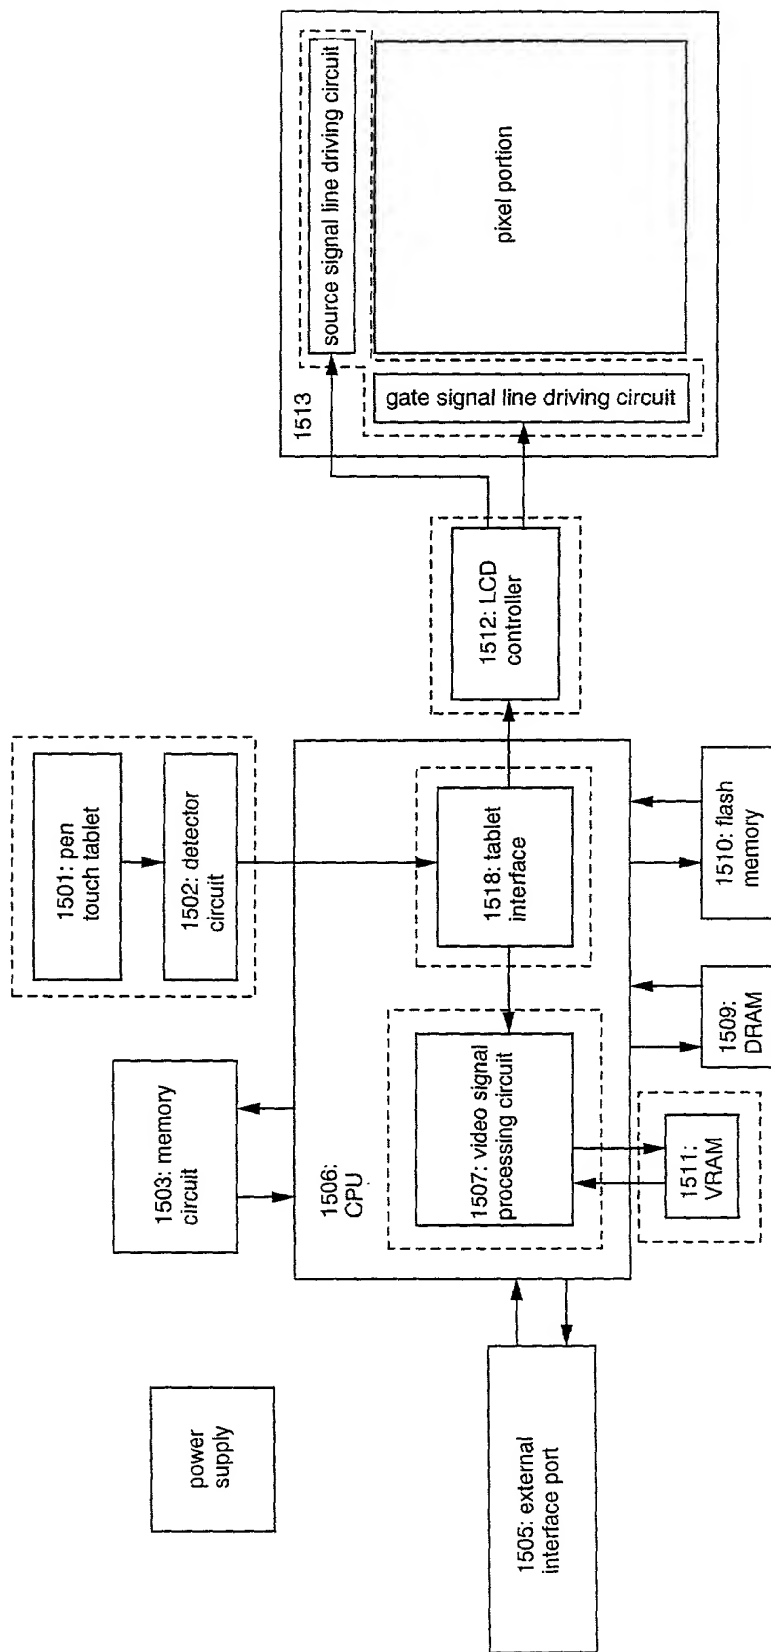 power
supply
1505: external
interface port
1503: memory
circuit
1506:
CPU
1507: video signal
processing circuit
1511:
VRAM
1501: pen
touch tablet
1502: detector
circuit
1518: tablet
interface
1509:
DRAM
1510: flash
memory
1512: LCD
controller
1513
source signal line driving circuit
gate signal line driving circuit
pixel portion